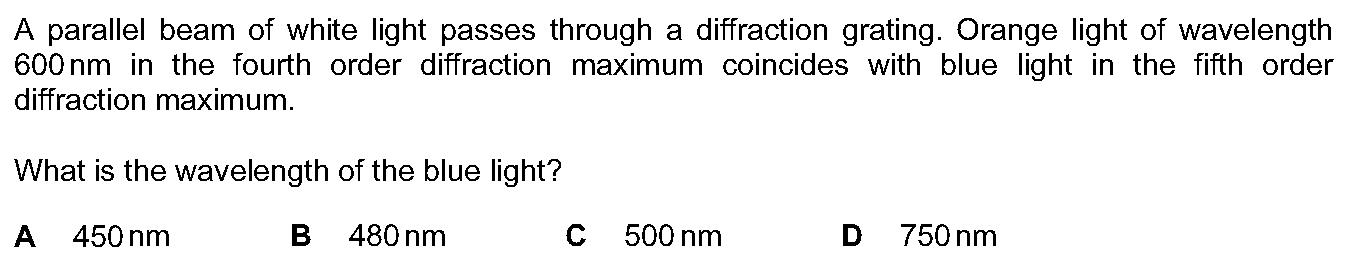 A parallel beam of white light passes through a diffraction grating. Orange light of wavelength
600 nm in the fourth order diffraction maximum coincides with blue light in the fifth order
diffraction maximum.
What is the wavelength of the blue light?
A 450 nm B 480 nm C 500 nm D 750 nm